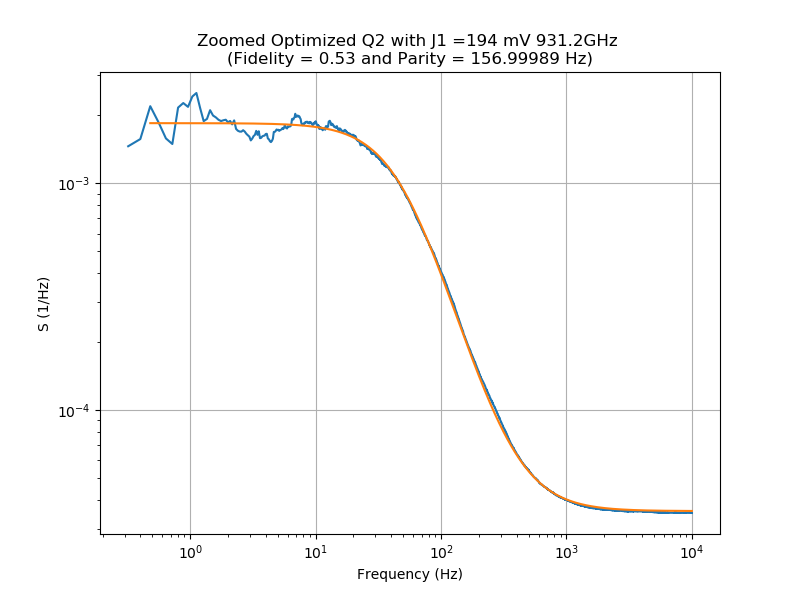 Zoomed Optimized Q2 with J1 =194 mV 931.2GHz
(Fidelity = 0.53 and Parity = 156.99989 Hz)
S (1/Hz)
10⁻³
10⁻⁴
10⁰ 10¹ 10² 10³ 10⁴
Frequency (Hz)